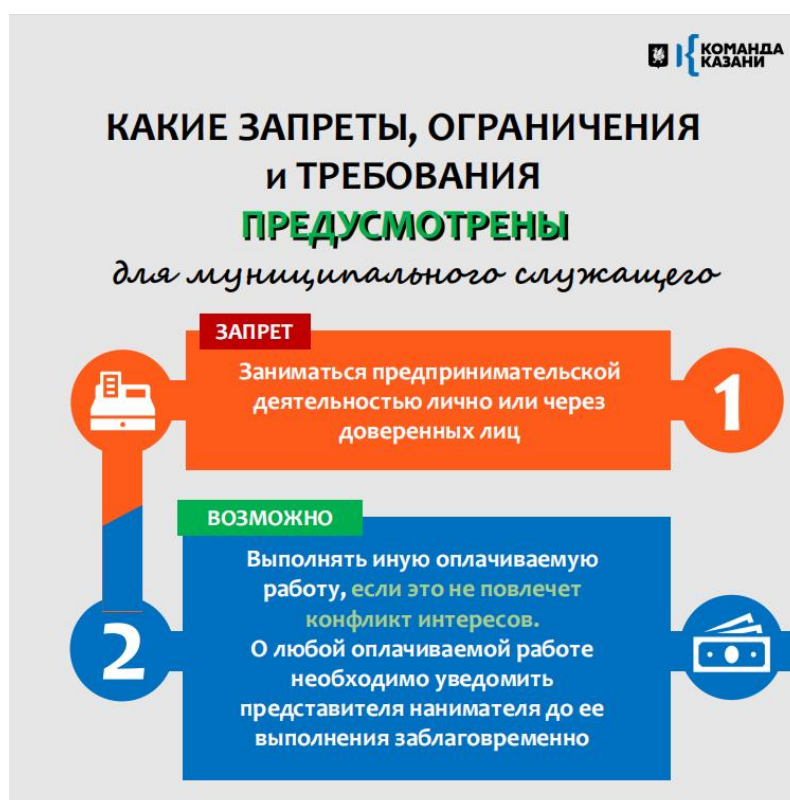 КОМАНДА
КАЗАНИ
КАКИЕ ЗАПРЕТЫ, ОГРАНИЧЕНИЯ
и ТРЕБОВАНИЯ
ПРЕДУСМОТРЕНЫ
для муниципального служащего
ЗАПРЕТ
Заниматься предпринимательской
деятельностью лично или через
доверенных лиц
1
ВОЗМОЖНО
Выполнять иную оплачиваемую
работу, если это не повлечет
конфликт интересов.
О любой оплачиваемой работе
необходимо уведомить
представителя нанимателя до ее
выполнения заблаговременно
2